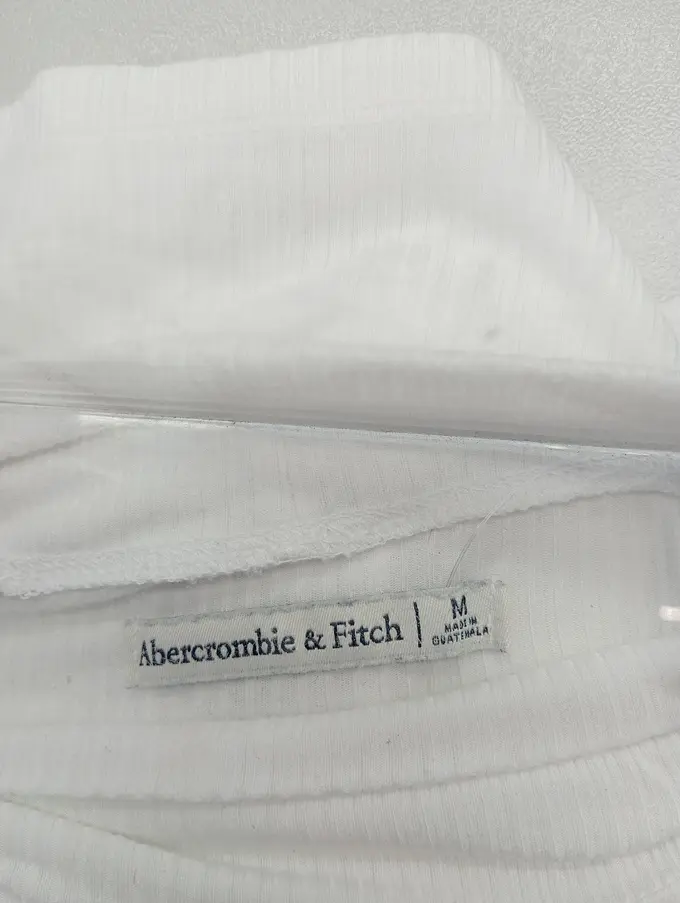 Abercrombie & Fitch | M
MADE IN
GUATEMALA